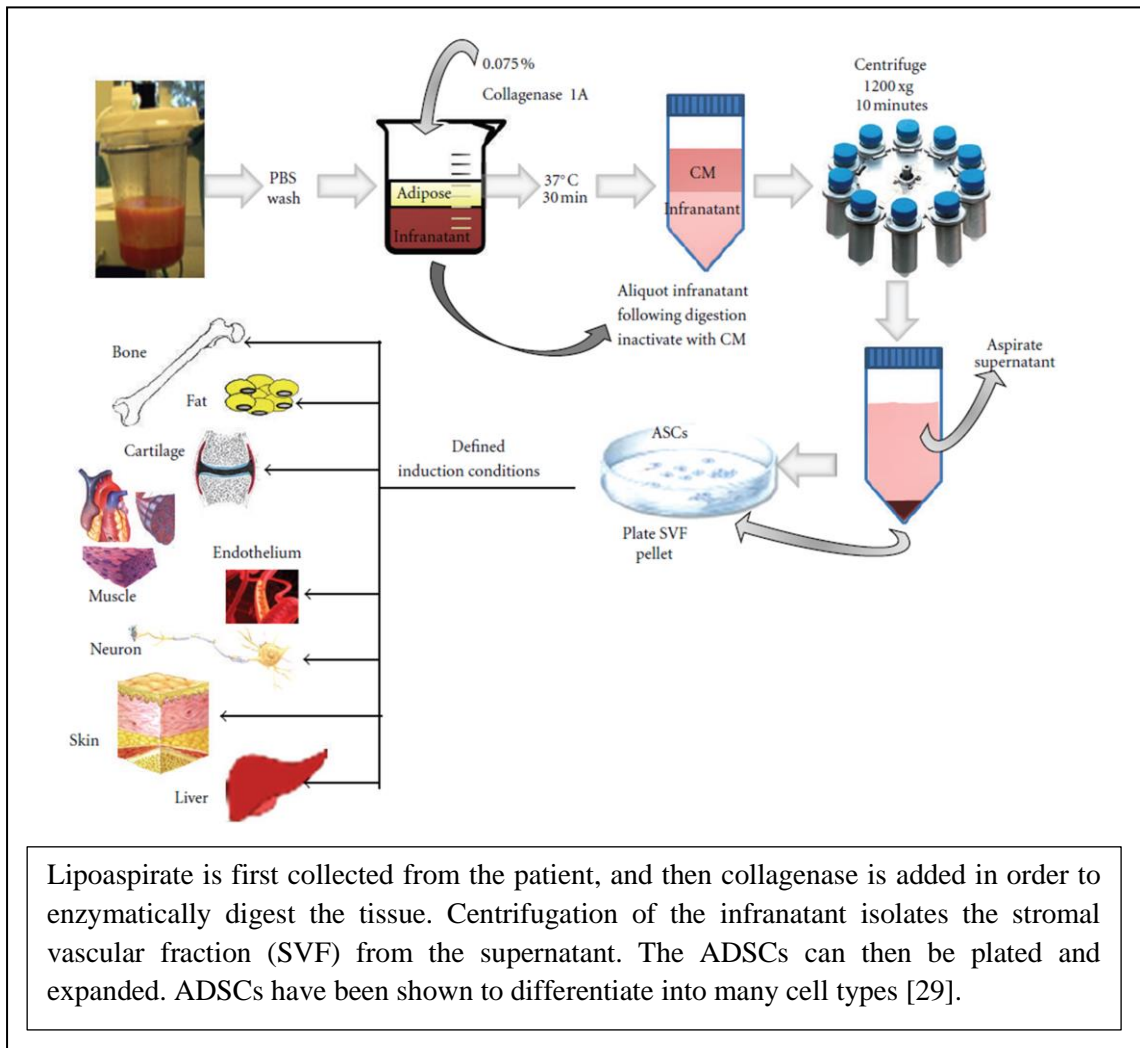 0.075%
Collagenase 1A
Centrifuge
1200 xg
10 minutes
PBS
wash
Adipose
Infranatant
37° C
30 min
CM
Infranatant
Aliquot infranatant
following digestion
inactivate with CM
Aspirate
supernatant
Bone
Fat
Cartilage
Muscle
Endothelium
Neuron
Skin
Liver
Defined
induction conditions
ASCs
Plate SVF
pellet
Lipoaspirate is first collected from the patient, and then collagenase is added in order to
enzymatically digest the tissue. Centrifugation of the infranatant isolates the stromal
vascular fraction (SVF) from the supernatant. The ADSCs can then be plated and
expanded. ADSCs have been shown to differentiate into many cell types [29].